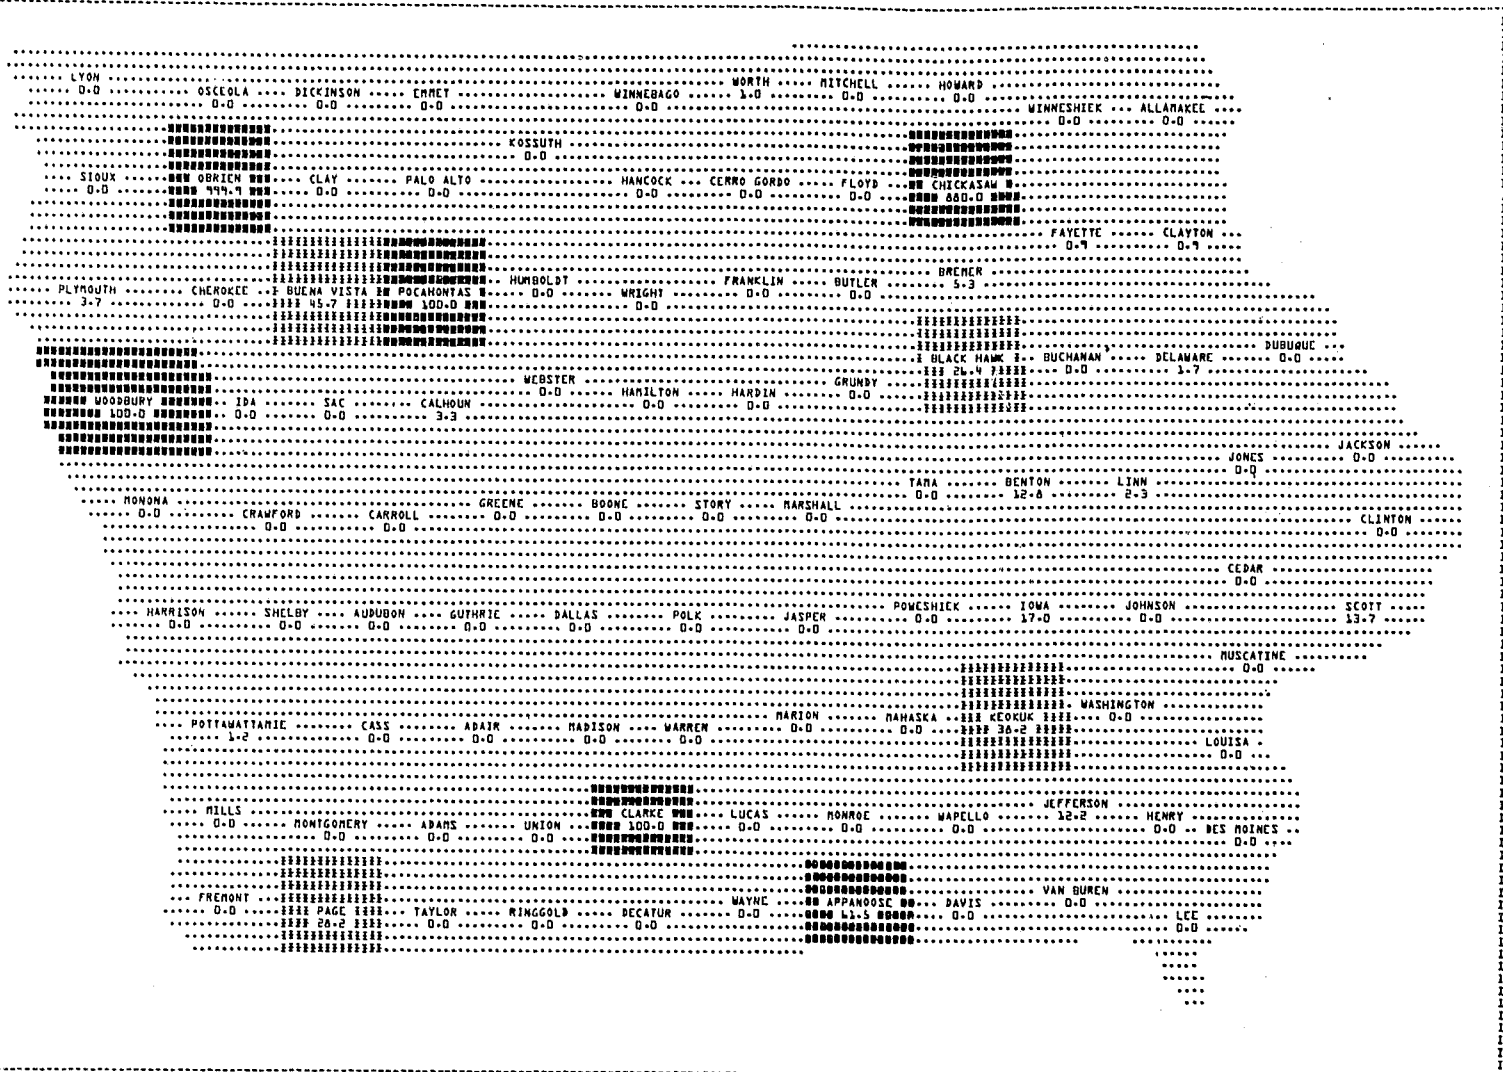 LYON
0.0
OSCEOLA
0.0
DICKINSON
0.0
EMMET
0.0
WINNEBAGO
0.0
WORTH
1.0
MITCHELL
0.0
HOWARD
0.0
WINNESHIEK
0.0
ALLAMAKEE
0.0
KOSSUTH
0.0
SIOUX
0.0
OBRIEN
999.9
CLAY
0.0
PALO ALTO
0.0
HANCOCK
0.0
CERRO GORDO
0.0
FLOYD
0.0
CHICKASAW
880.0
FAYETTE
0.9
CLAYTON
0.9
PLYMOUTH
3.7
CHEROKEE
0.0
BUENA VISTA
45.7
POCAHONTAS
100.0
HUMBOLDT
0.0
WRIGHT
0.0
FRANKLIN
0.0
BUTLER
0.0
BREMER
5.3
WOODBURY
100.0
IDA
0.0
SAC
0.0
CALHOUN
3.3
WEBSTER
0.0
HAMILTON
0.0
HARDIN
0.0
GRUNDY
0.0
BLACK HAWK
26.4
BUCHANAN
0.0
DELAWARE
1.7
DUBUQUE
0.0
JONES
0.0
JACKSON
0.0
MONONA
0.0
CRAWFORD
0.0
CARROLL
0.0
GREENE
0.0
BOONE
0.0
STORY
0.0
MARSHALL
0.0
TAMA
0.0
BENTON
12.8
LINN
2.3
CLINTON
0.0
CEDAR
0.0
HARRISON
0.0
SHELBY
0.0
AUDUBON
0.0
GUTHRIE
0.0
DALLAS
0.0
POLK
0.0
JASPER
0.0
POWESHIEK
0.0
IOWA
17.0
JOHNSON
0.0
SCOTT
13.7
MUSCATINE
0.0
POTTAWATTAMIE
1.2
CASS
0.0
ADAIR
0.0
MADISON
0.0
WARREN
0.0
MARION
0.0
MAHASKA
0.0
KEOKUK
38.2
WASHINGTON
0.0
LOUISA
0.0
MILLS
0.0
MONTGOMERY
0.0
ADAMS
0.0
UNION
0.0
CLARKE
100.0
LUCAS
0.0
MONROE
0.0
WAPELLO
0.0
JEFFERSON
12.2
HENRY
0.0
DES MOINES
0.0
FREMONT
0.0
PAGE
28.2
TAYLOR
0.0
RINGGOLD
0.0
DECATUR
0.0
WAYNE
0.0
APPANOOSE
61.5
DAVIS
0.0
VAN BUREN
0.0
LEE
0.0